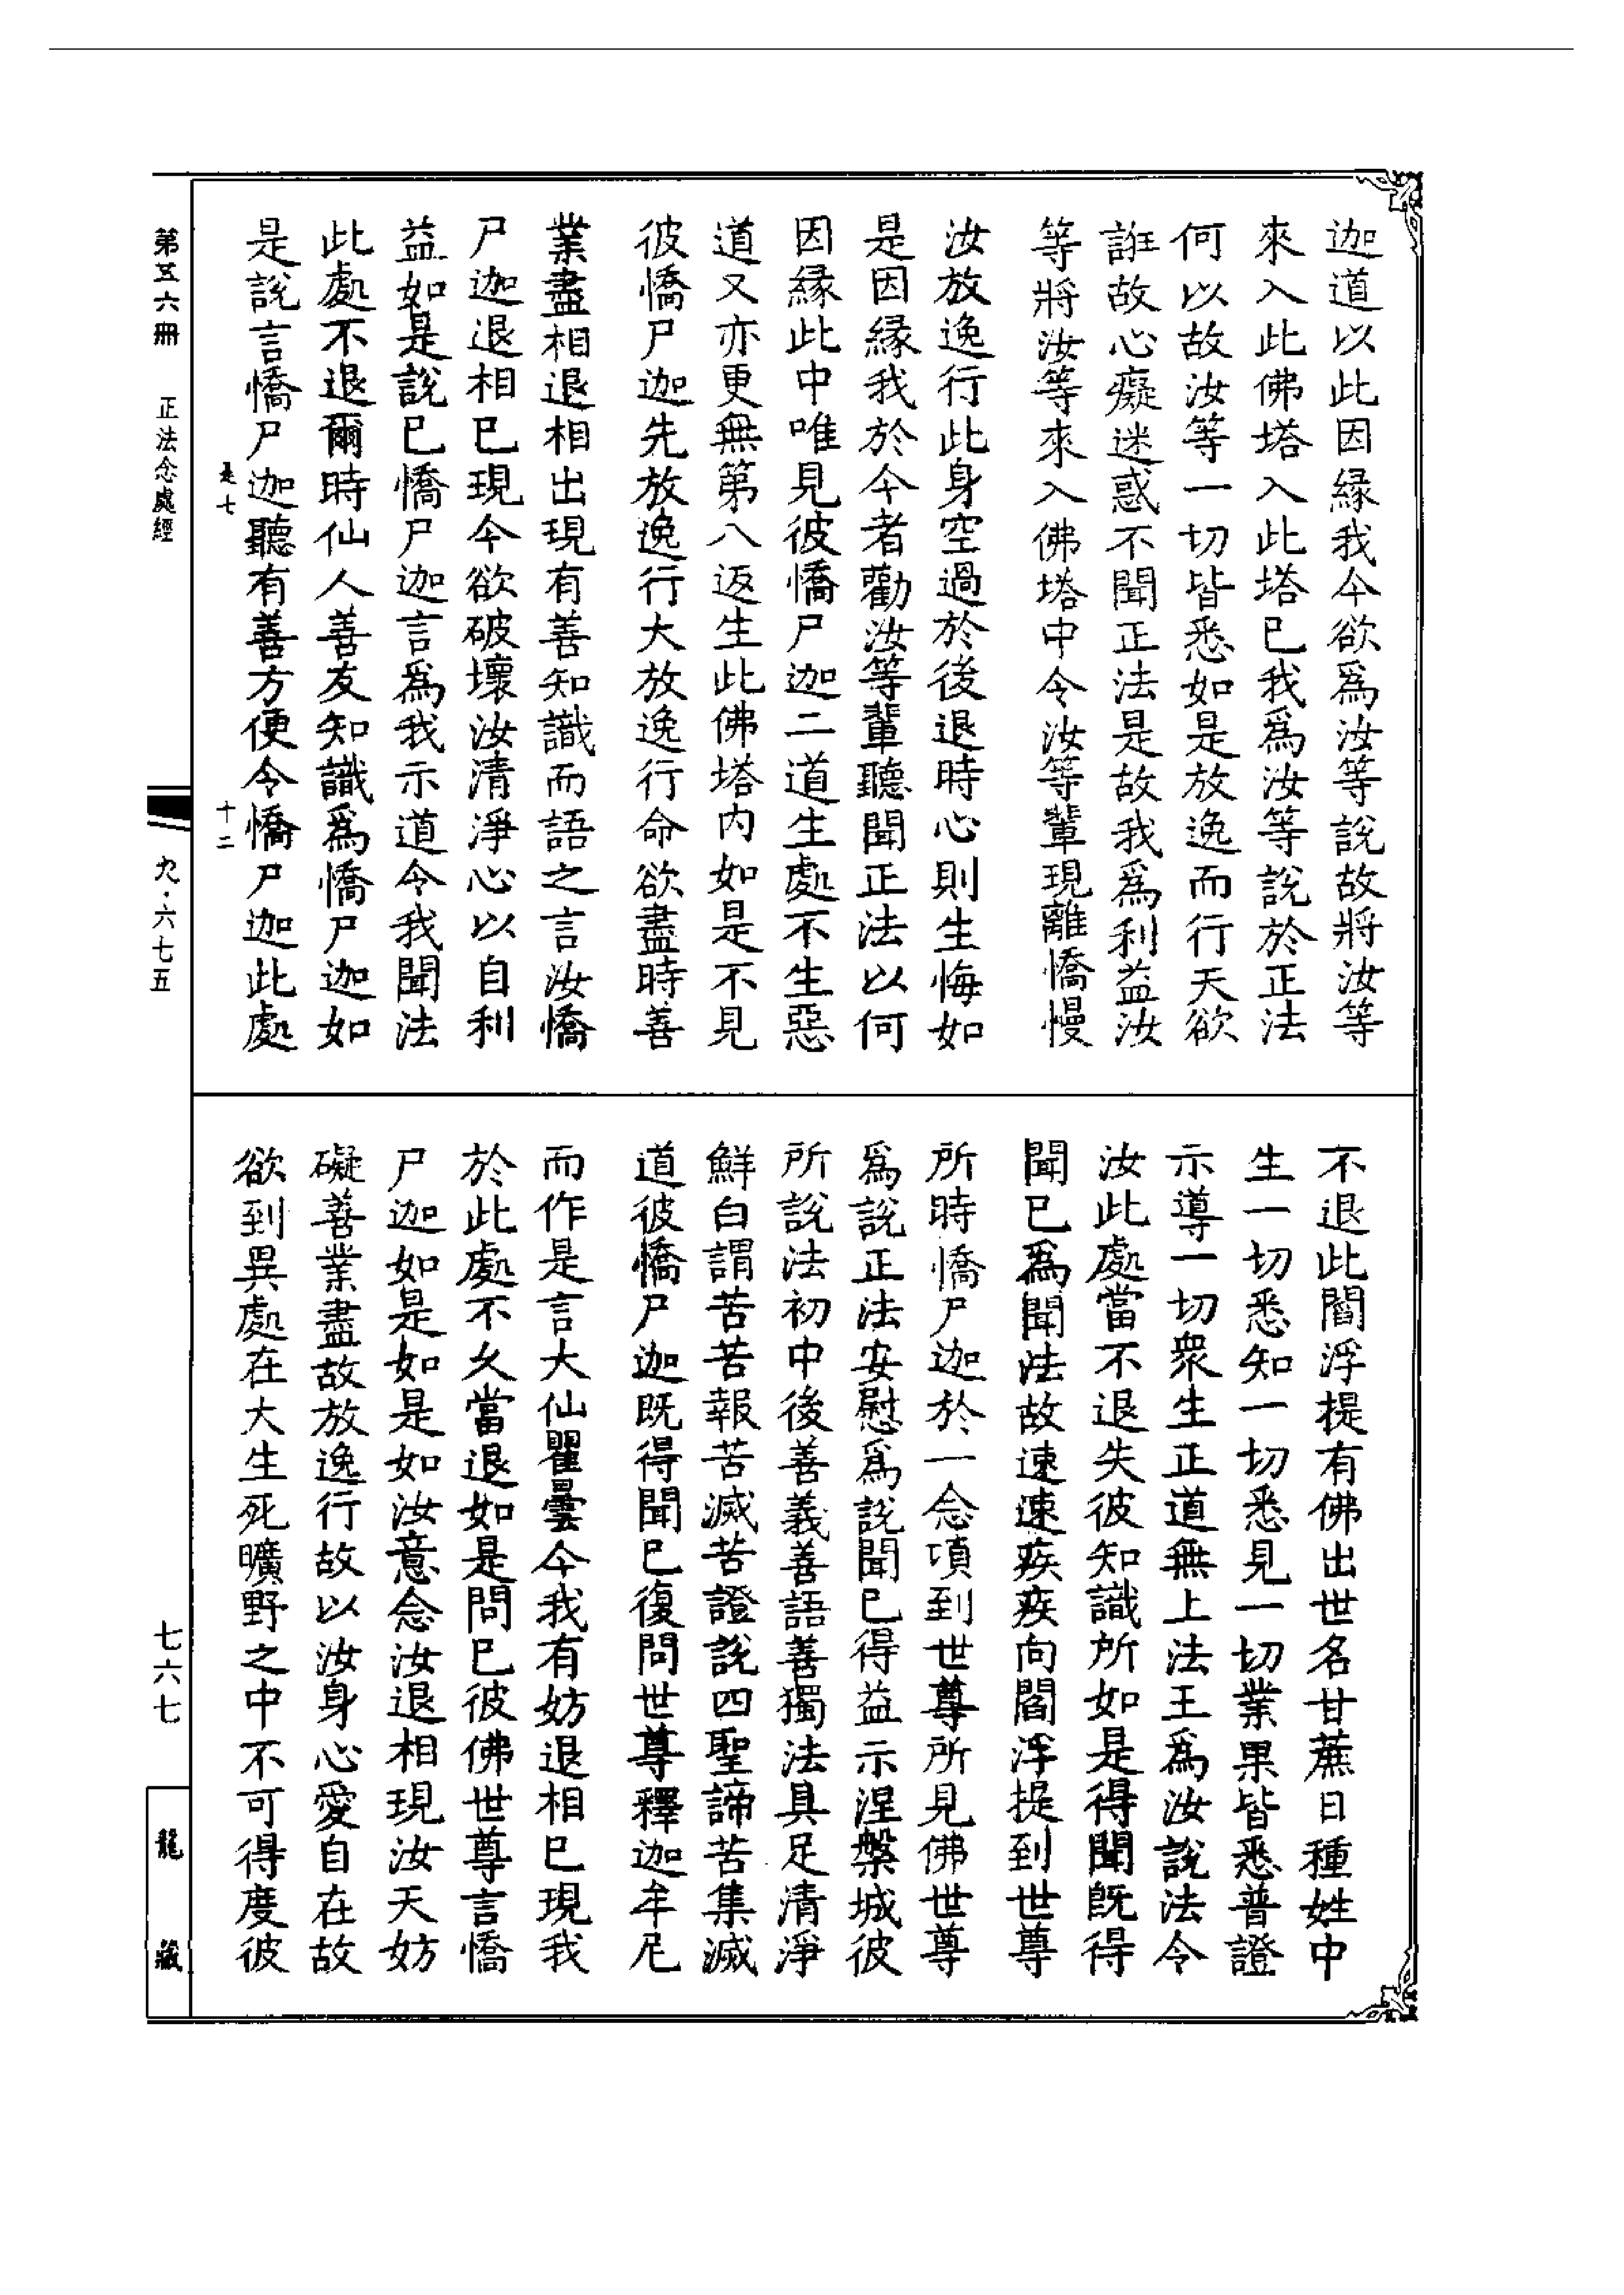 迦道以此因縁我今欲爲汝等說故將汝等
來入此佛塔入此塔已我爲汝等說於正法
何以故汝等一切皆悉如是放逸而行天欲
誑故心癡迷惑不聞正法是故我爲利益汝
等將汝等來入佛塔中令汝等輩現離憍慢
汝放逸行此身空過於後退時心則生悔如
是因縁我於今者勸汝等輩聽聞正法以何
因縁此中唯見彼憍尸迦二道生處不生惡
道又亦更無第八返生此佛塔内如是不見
彼憍尸迦先放逸行大放逸行命欲盡時善
業盡相退相出現有善知識而語之言汝憍
尸迦退相已現今欲破壞汝清淨心以自利
益如是說已憍尸迦言爲我示道令我聞法
此處不退爾時仙人善友知識爲憍尸迦如
是說言憍尸迦聽有善方便令憍尸迦此處
不退此閻浮提有佛出世名甘蔗日種姓中
生一切悉知一切悉見一切業果皆悉普證
示導一切衆生正道無上法王爲汝說法令
汝此處當不退失彼知識所如是得聞旣得
聞已爲聞法故速速疾疾向閻浮提到世尊
所時憍尸迦於一念項到世尊所見佛世尊
爲說正法安慰爲說聞已得益示涅槃城彼
所說法初中後善義善語善獨法具足清淨
鮮白謂苦苦報苦滅苦證說四聖諦苦集滅
道彼憍尸迦既得聞已復問世尊釋迦牟尼
而作是言大仙瞿曇今我有妨退相已現我
於此處不久當退如是問已彼佛世尊言憍
尸迦如是如是如汝意念汝退相現汝天妨
礙善業盡故放逸行故以汝身心愛自在故
欲到異處在大生死曠野之中不可得度彼
第五六冊
正法念處經
是七
十二
九·六七五
七六七
龍藏